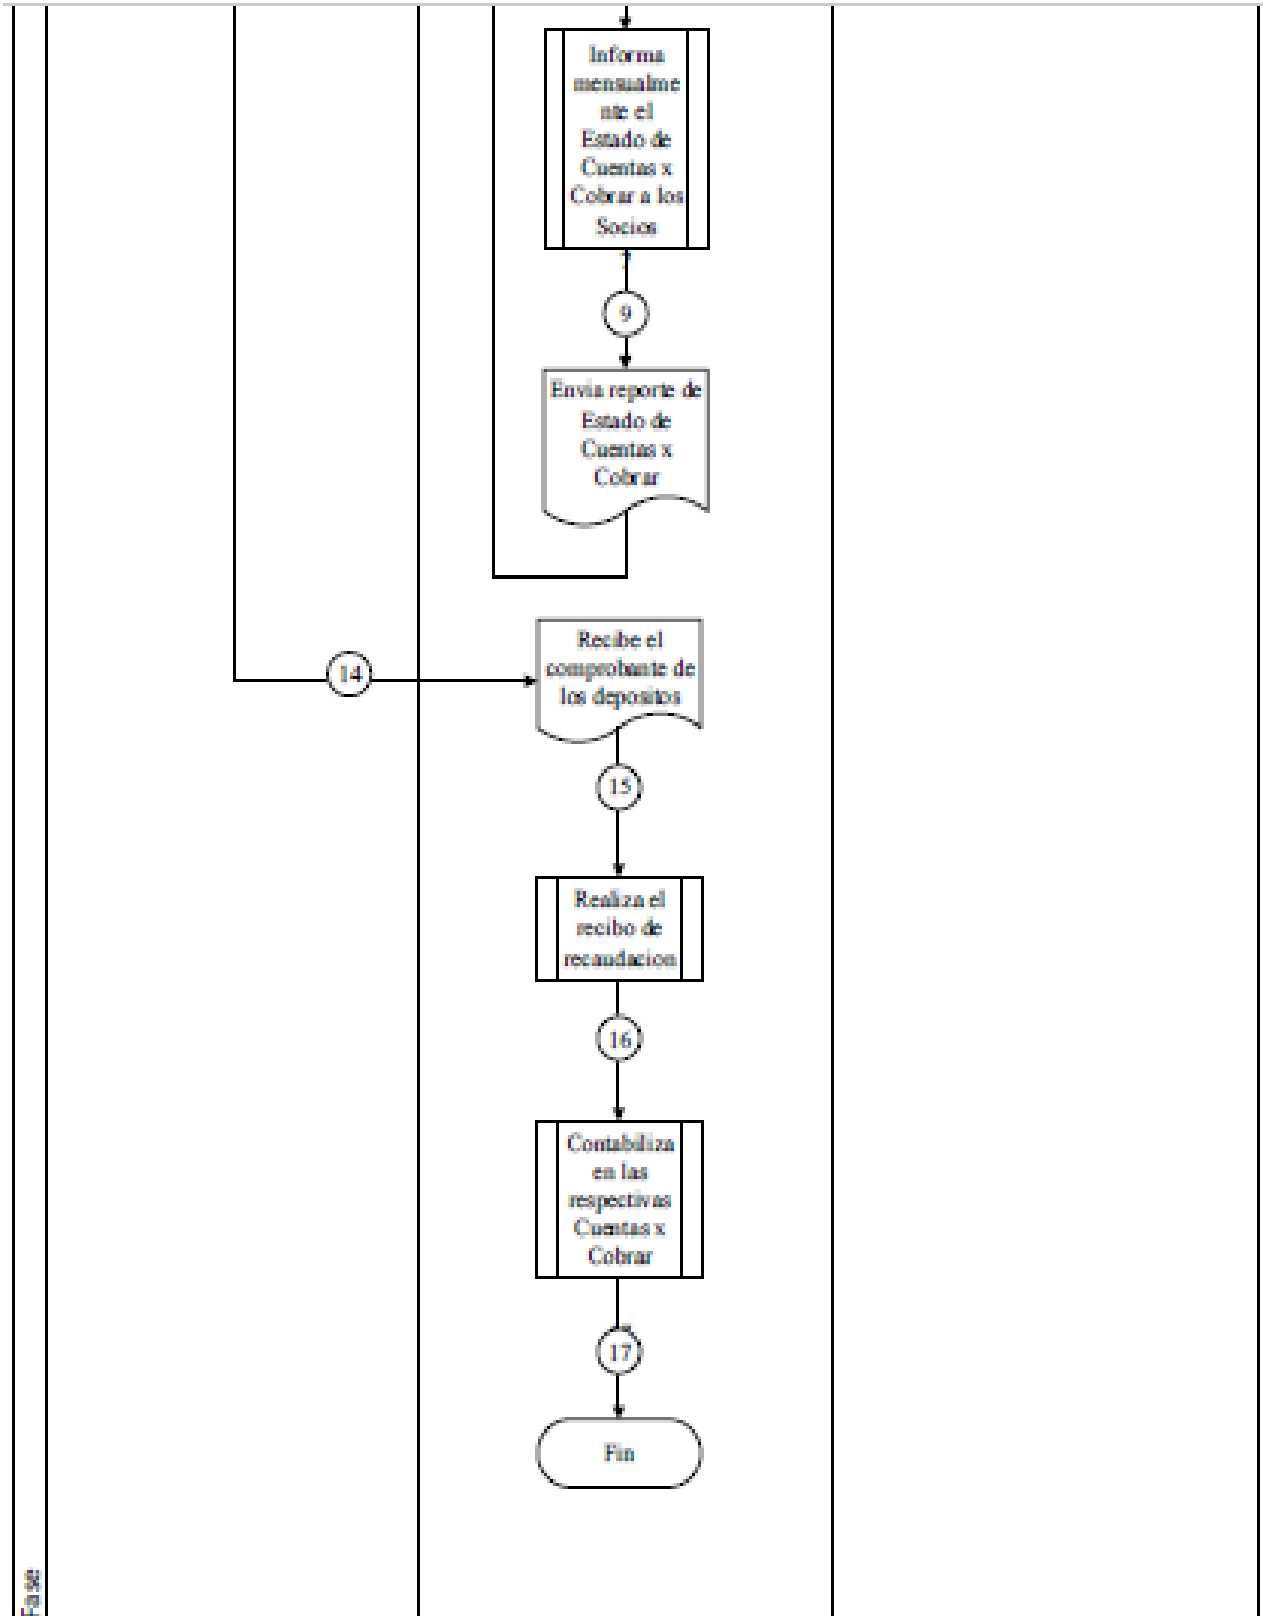 Informa
mensualme
nte el
Estado de
Cuentas x
Cobrar a los
Socios
9
Envia reporte de
Estado de
Cuentas x
Cobrar
Recibe el
comprobante de
los depositos
14
15
Realiza el
recibo de
recaudacion
16
Contabiliza
en las
respectivas
Cuentas x
Cobrar
17
Fin
Fase